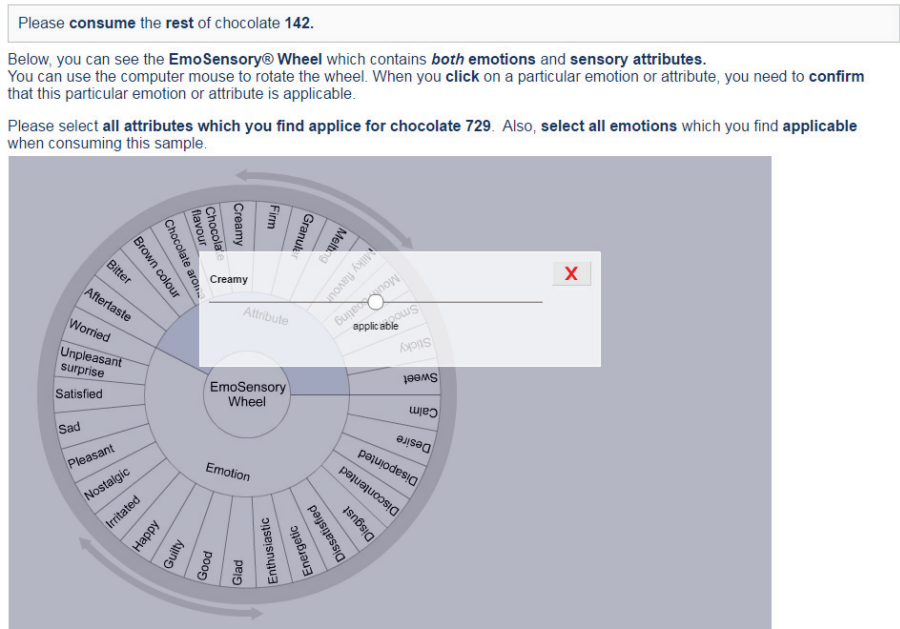 Please consume the rest of chocolate 142.
Below, you can see the EmoSensory® Wheel which contains both emotions and sensory attributes.
You can use the computer mouse to rotate the wheel. When you click on a particular emotion or attribute, you need to confirm
that this particular emotion or attribute is applicable.
Please select all attributes which you find applice for chocolate 729. Also, select all emotions which you find applicable
when consuming this sample.
Aftertaste
Bitter
Brown colour
Chocolate aroma
Chocolate
flavour
Creamy
Firm
Granular
Melting
Milky flavour
Mouthcoating
Smooth
Sticky
Sweet
Calm
Desire
Disappointed
Discontented
Disgust
Dissatisfied
Energetic
Enthusiastic
Glad
Good
Guilty
Happy
Irritated
Nostalgic
Pleasant
Sad
Satisfied
Unpleasant
surprise
Worried
Attribute
EmoSensory
Wheel
Emotion
Creamy
X
applicable